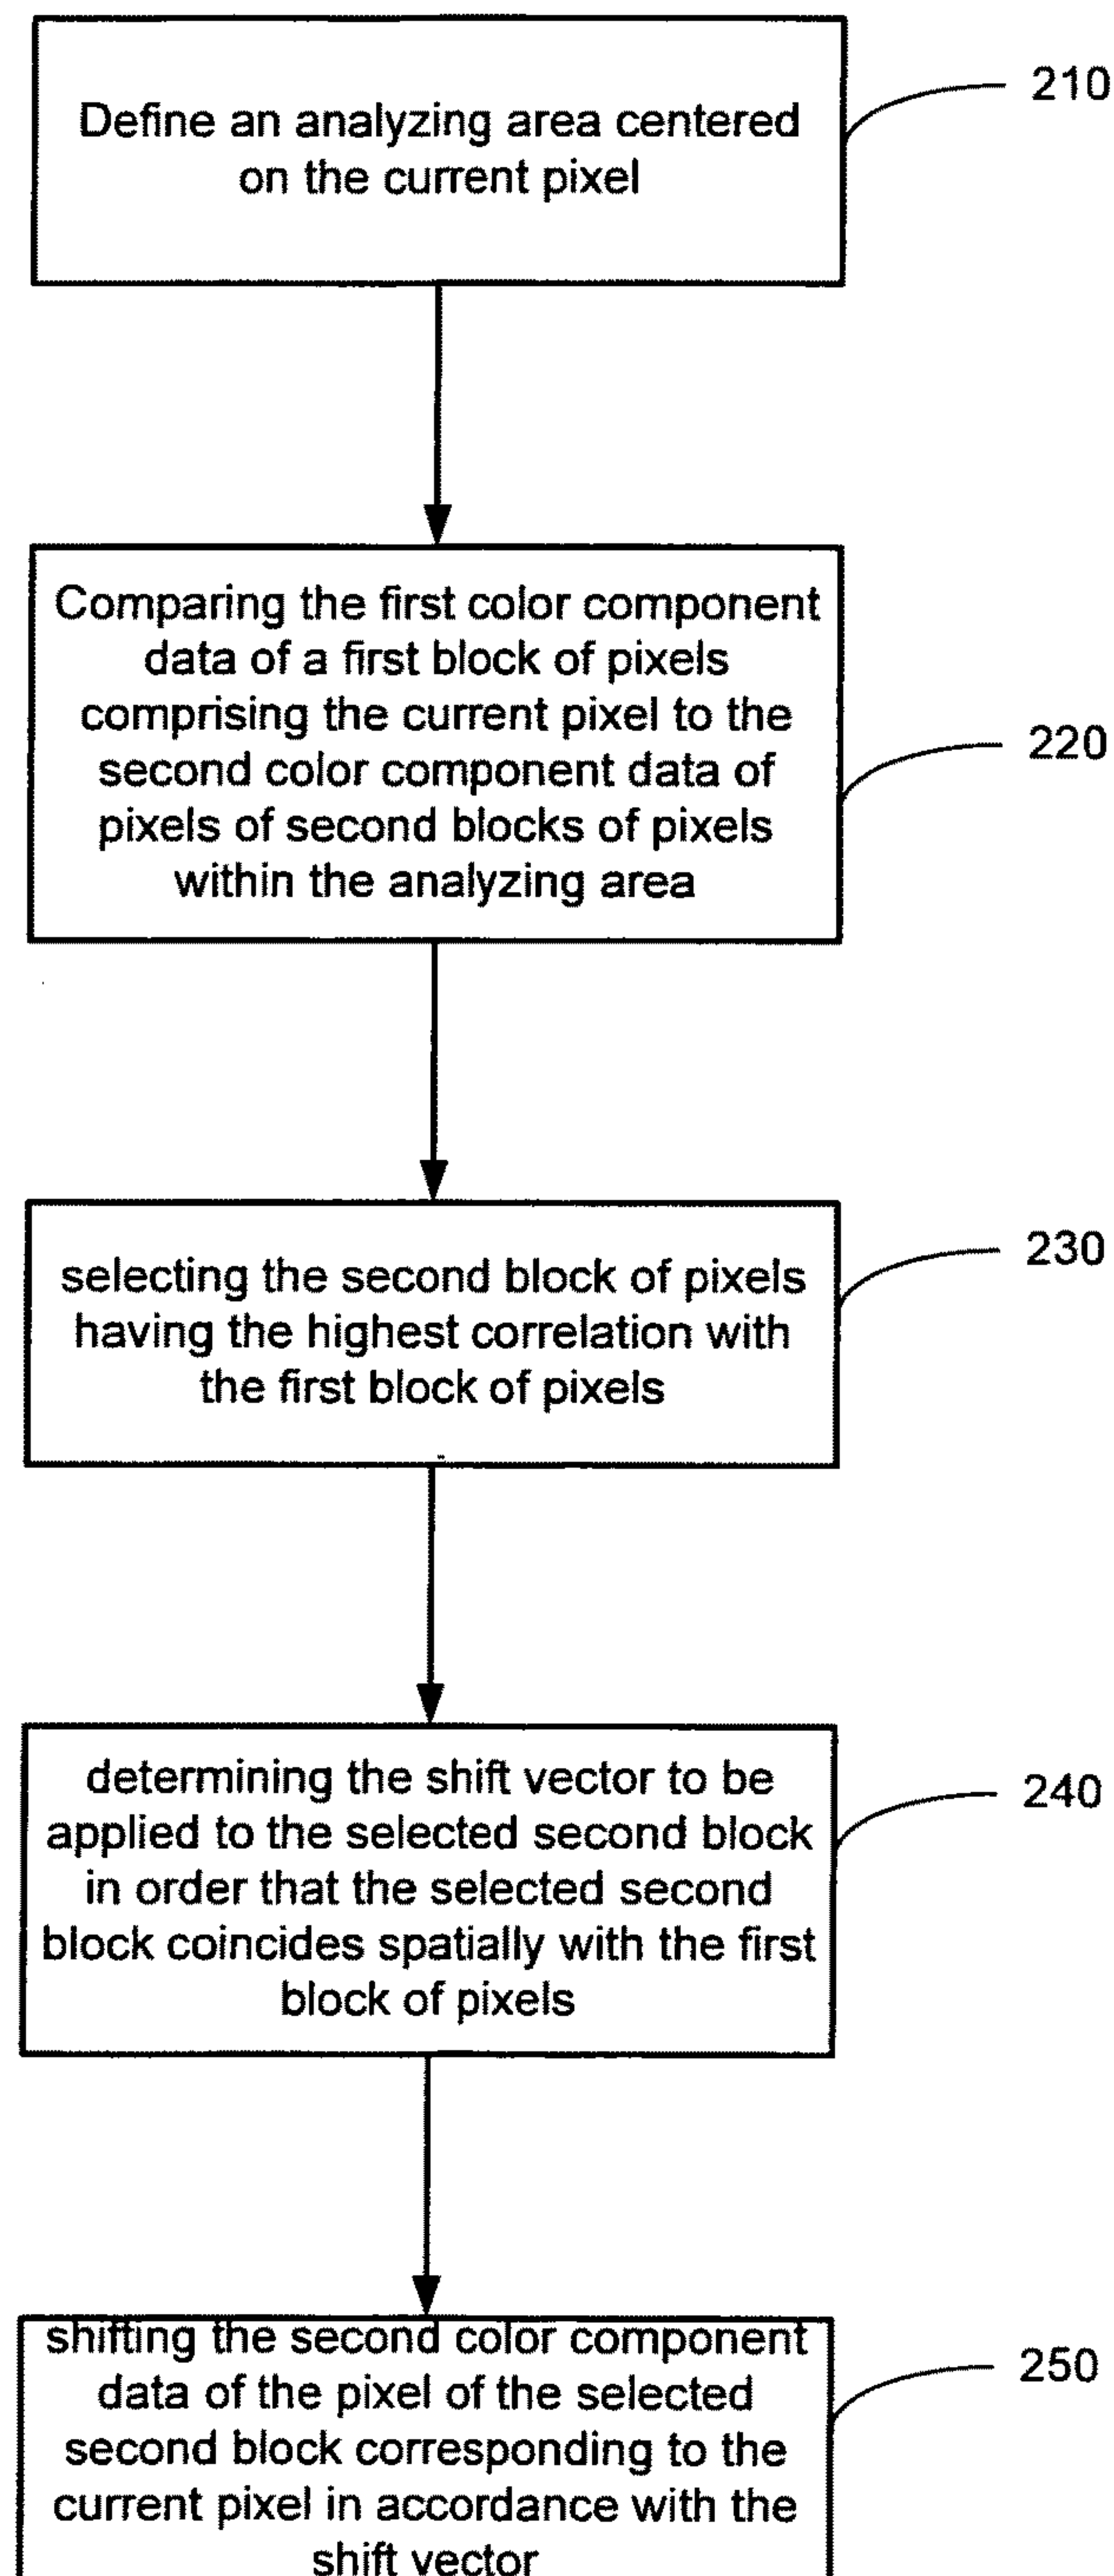 Define an analyzing area centered
on the current pixel
210
Comparing the first color component
data of a first block of pixels
comprising the current pixel to the
second color component data of
pixels of second blocks of pixels
within the analyzing area
220
selecting the second block of pixels
having the highest correlation with
the first block of pixels
230
determining the shift vector to be
applied to the selected second block
in order that the selected second
block coincides spatially with the first
block of pixels
240
shifting the second color component
data of the pixel of the selected
second block corresponding to the
current pixel in accordance with the
shift vector
250